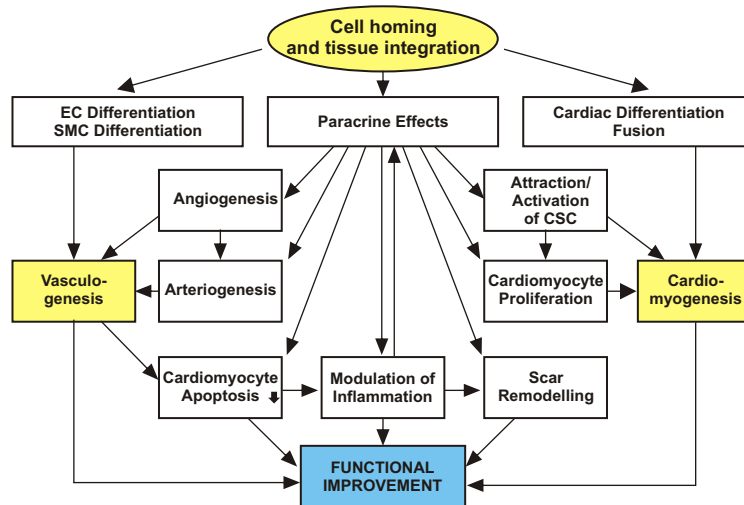 Cell homing
and tissue integration
EC Differentiation
SMC Differentiation
Paracrine Effects
Cardiac Differentiation
Fusion
Angiogenesis
Attraction/
Activation
of CSC
Vasculo-
genesis
Arteriogenesis
Cardiomyocyte
Proliferation
Cardio-
myogenesis
Cardiomyocyte
Apoptosis
Modulation of
Inflammation
Scar
Remodelling
FUNCTIONAL
IMPROVEMENT